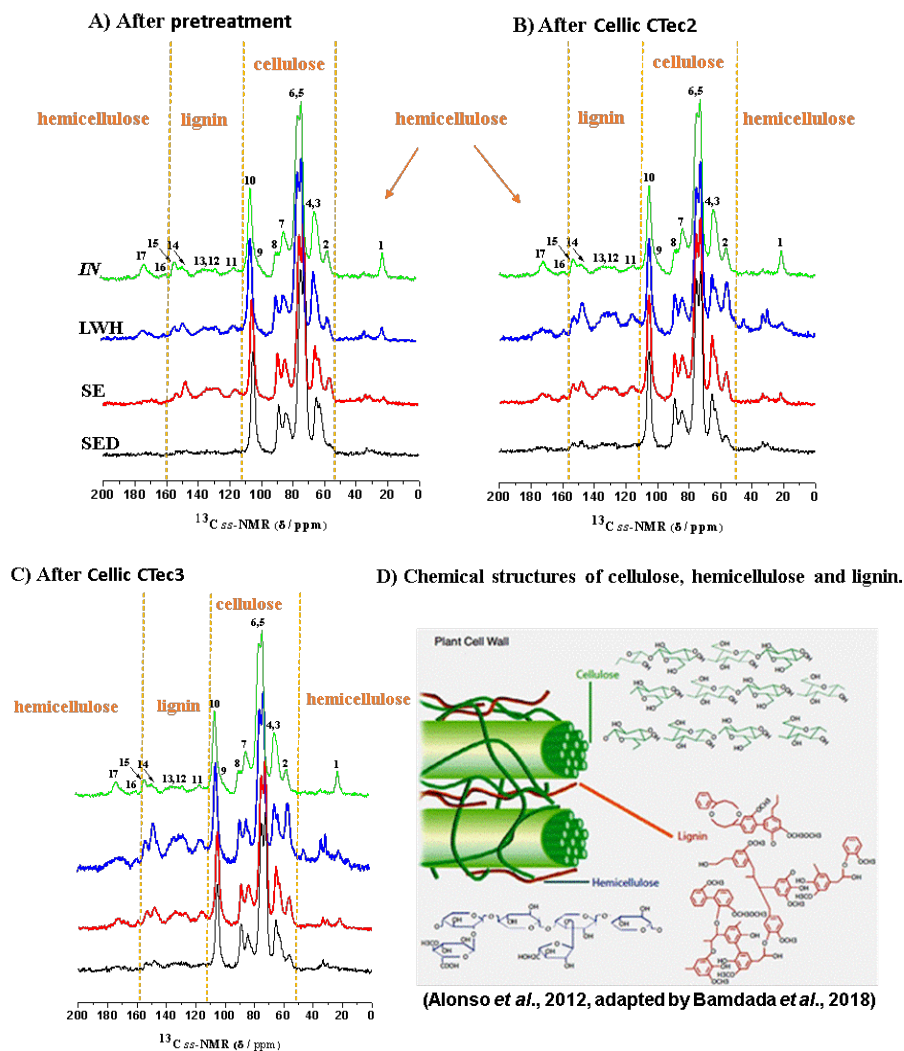 A) After pretreatment
B) After Cellic CTec2
cellulose
cellulose
hemicellulose
lignin
hemicellulose
lignin
hemicellulose
6,5
10
7
8
9
4,3
2
1
17
15
16
14
13,12
11
6,5
10
7
8
9
4,3
2
1
17
15
16
14
13,12
11
IN
LWH
SE
SED
200 180 160 140 120 100 80 60 40 20 0
200 180 160 140 120 100 80 60 40 20 0
13C ss-NMR (δ / ppm)
13C ss-NMR (δ / ppm)
C) After Cellic CTec3
cellulose
hemicellulose
lignin
hemicellulose
6,5
10
7
8
9
4,3
2
1
17
15
16
14
13,12
11
200 180 160 140 120 100 80 60 40 20 0
13C ss-NMR (δ / ppm)
D) Chemical structures of cellulose, hemicellulose and lignin.
Plant Cell Wall
Cellulose
Lignin
Hemicellulose
(Alonso et al., 2012, adapted by Bamdada et al., 2018)